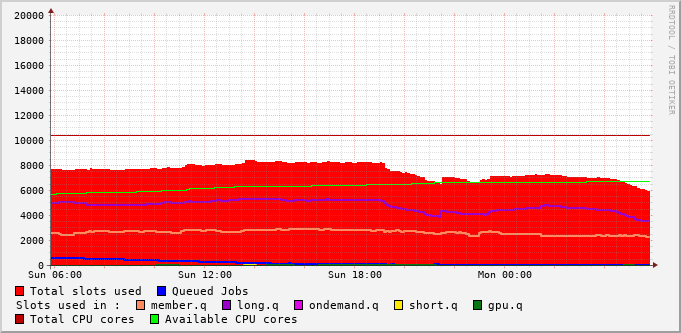 RRDTOOL / TOBI OETIKER
20000
18000
16000
14000
12000
10000
8000
6000
4000
2000
0
Sun 06:00 Sun 12:00 Sun 18:00 Mon 00:00
Total slots used Queued Jobs
Slots used in : member.q long.q ondemand.q short.q gpu.q
Total CPU cores Available CPU cores